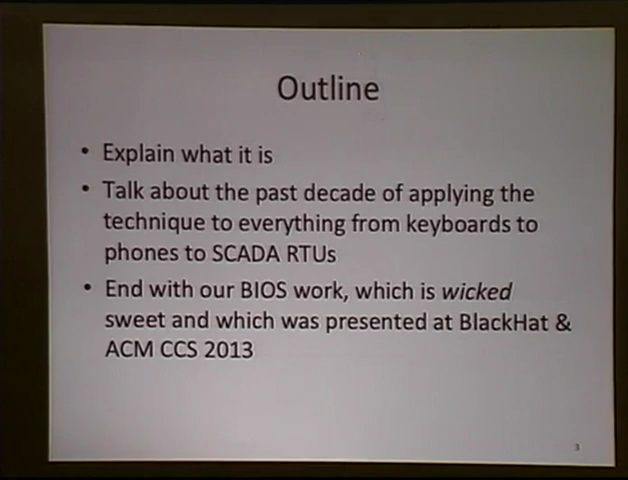 Outline
• Explain what it is
• Talk about the past decade of applying the
technique to everything from keyboards to
phones to SCADA RTUs
• End with our BIOS work, which is wicked
sweet and which was presented at BlackHat &
ACM CCS 2013
3